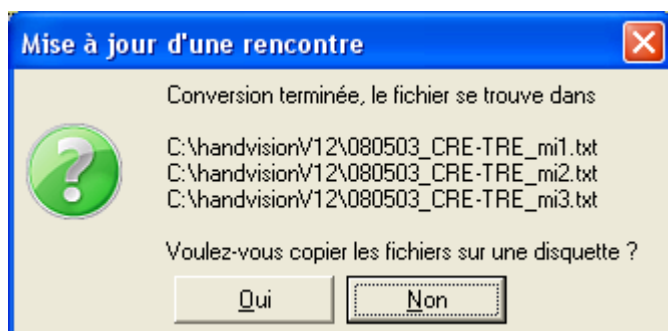 Mise à jour d'une rencontre
Conversion terminée, le fichier se trouve dans
C:\handvisionV12\080503_CRE-TRE_mi1.txt
C:\handvisionV12\080503_CRE-TRE_mi2.txt
C:\handvisionV12\080503_CRE-TRE_mi3.txt
Voulez-vous copier les fichiers sur une disquette ?
Oui Non